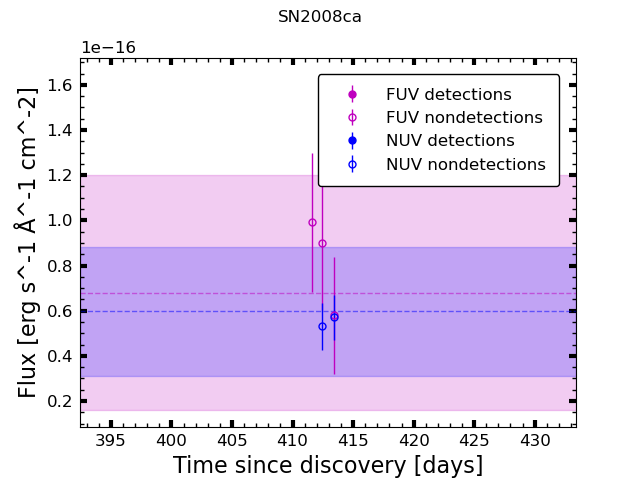 SN2008ca
1e−16
1.6
1.4
1.2
1.0
0.8
0.6
0.4
0.2
Flux [erg s^-1 Å^-1 cm^-2]
FUV detections
FUV nondetections
NUV detections
NUV nondetections
395 400 405 410 415 420 425 430
Time since discovery [days]